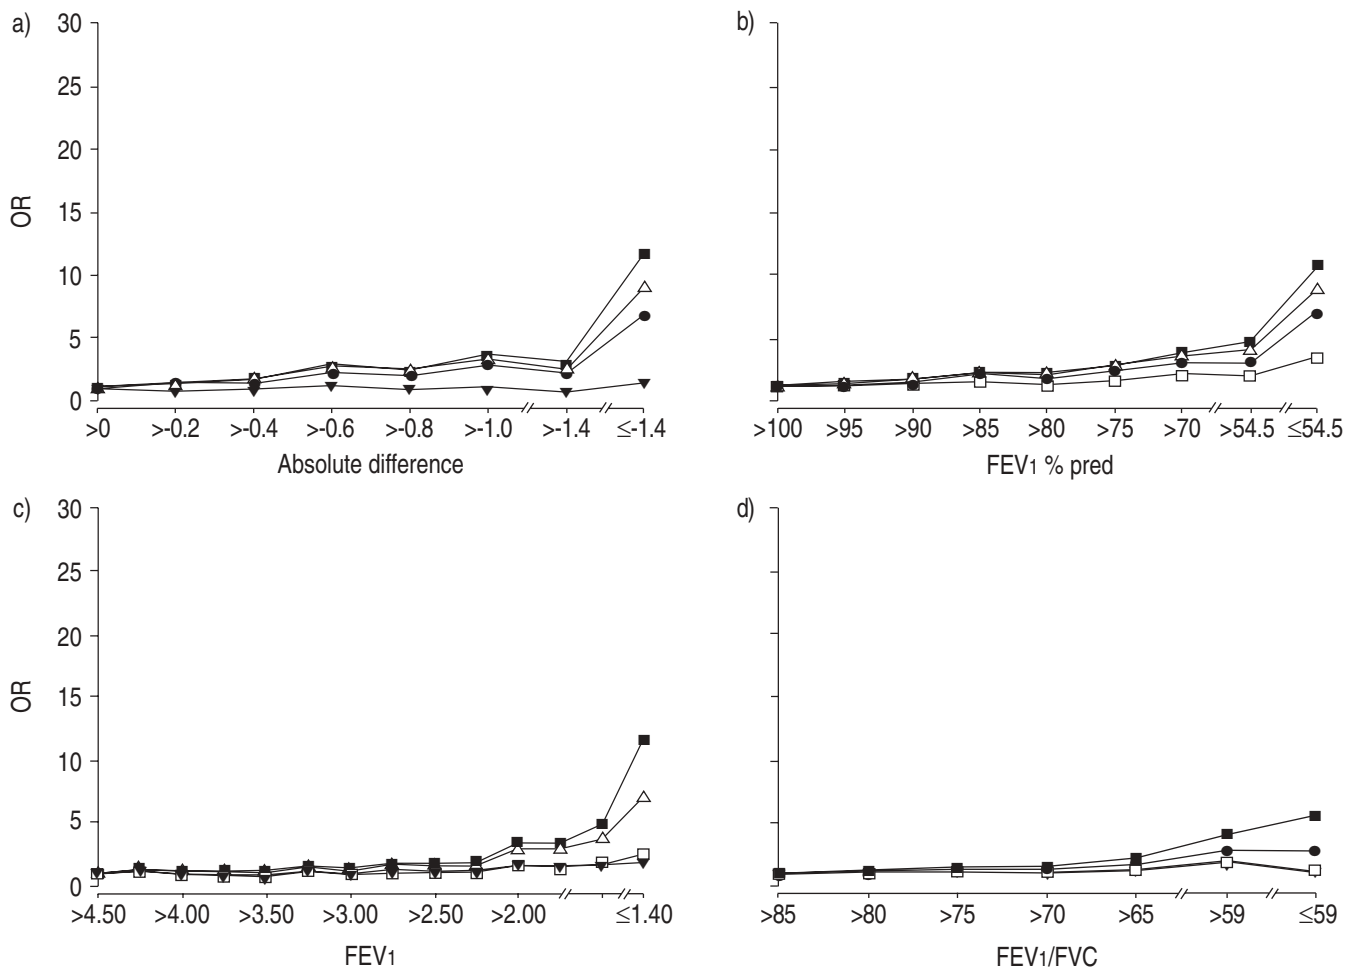 a)
30
25
20
15
10
5
0
OR
>0 >-0.2 >-0.4 >-0.6 >-0.8 >-1.0 >-1.4 ≤-1.4
Absolute difference
b)
>100 >95 >90 >85 >80 >75 >70 >54.5 ≤54.5
FEV1 % pred
c)
30
25
20
15
10
5
0
OR
>4.50 >4.00 >3.50 >3.00 >2.50 >2.00 ≤1.40
FEV1
d)
>85 >80 >75 >70 >65 >59 ≤59
FEV1/FVC